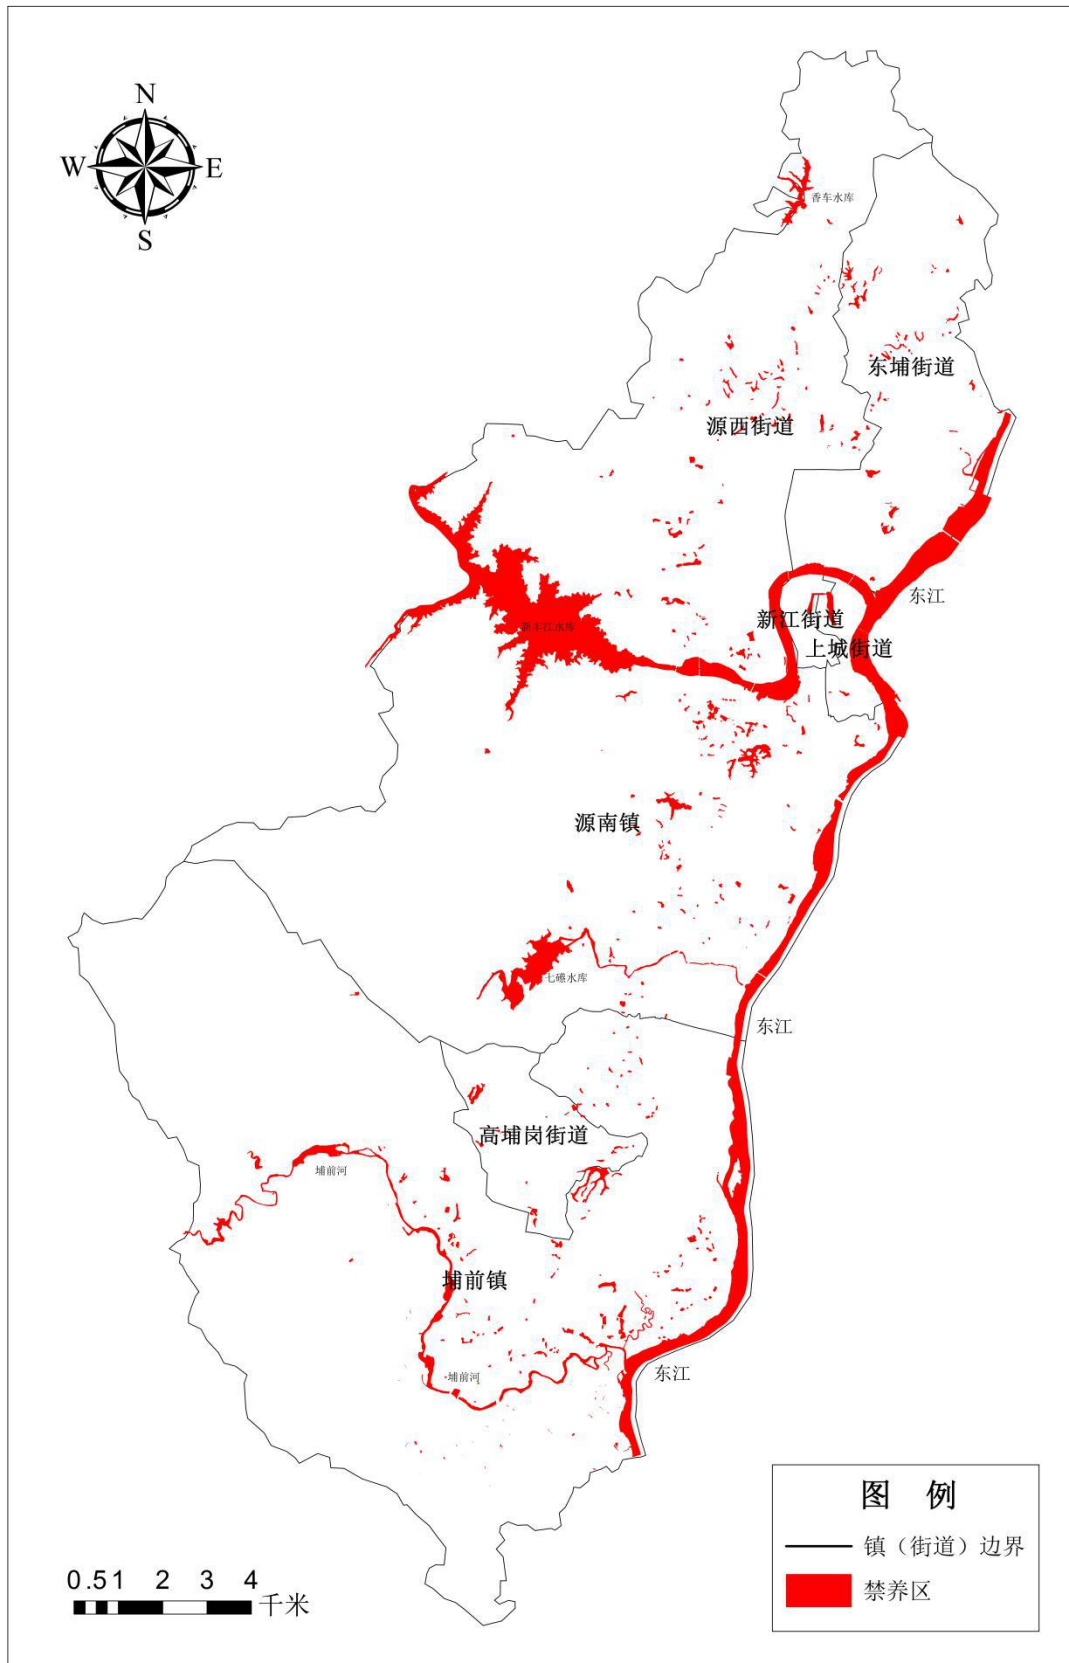 N
W E
S
香车水库
东埔街道
源西街道
东江
新江街道
新丰江水库
上城街道
源南镇
七礤水库
东江
高埔岗街道
埔前河
埔前镇
东江
埔前河
图 例
镇（街道）边界
禁养区
0 0.5 1 2 3 4
千米